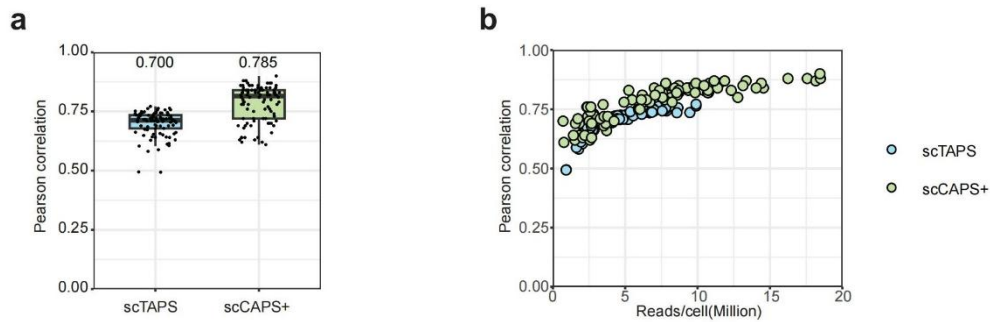 a
1.00
0.75
0.50
0.25
0.00
Pearson correlation
0.700
0.785
scTAPS
scCAPS+
b
1.00
0.75
0.50
0.25
0.00
Pearson correlation
0
5
10
15
20
Reads/cell(Million)
scTAPS
scCAPS+